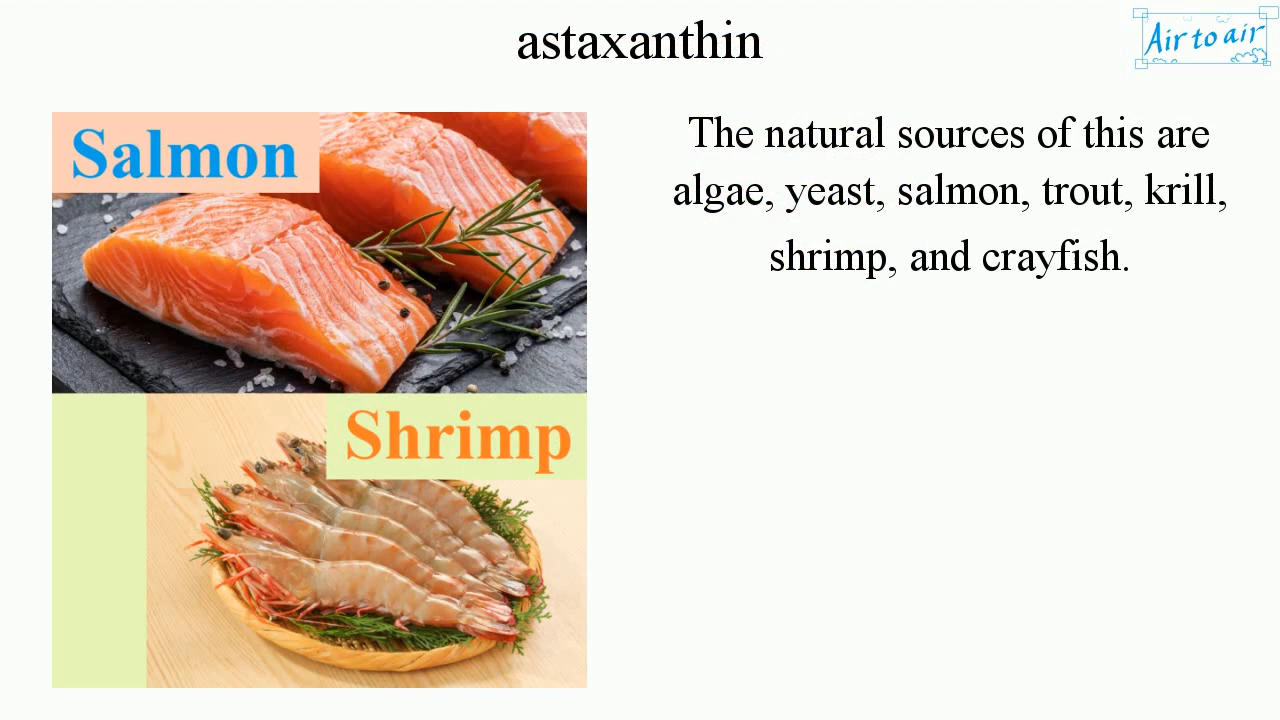 astaxanthin
Air to air
Salmon
The natural sources of this are
algae, yeast, salmon, trout, krill,
shrimp, and crayfish.
Shrimp